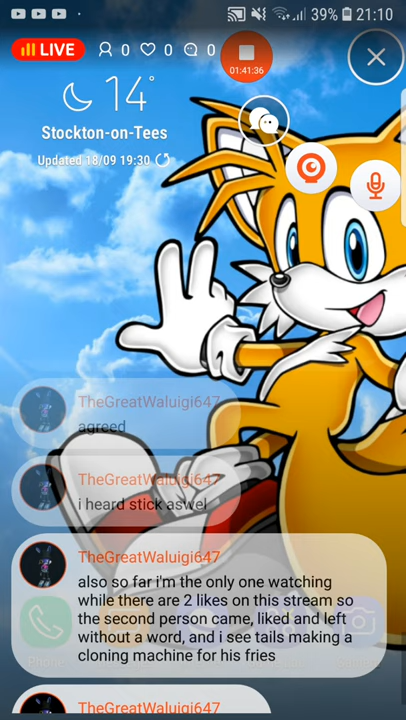 39% 21:10
LIVE 0 0 0
01:41:36
14°
Stockton-on-Tees
Updated 18/09 19:30
TheGreatWaluigi647
agreed
TheGreatWaluigi647
i heard stick aswel
TheGreatWaluigi647
also so far i'm the only one watching
while there are 2 likes on this stream so
the second person came, liked and left
without a word, and i see tails making a
cloning machine for his fries
Phone
TheGreatWaluigi647